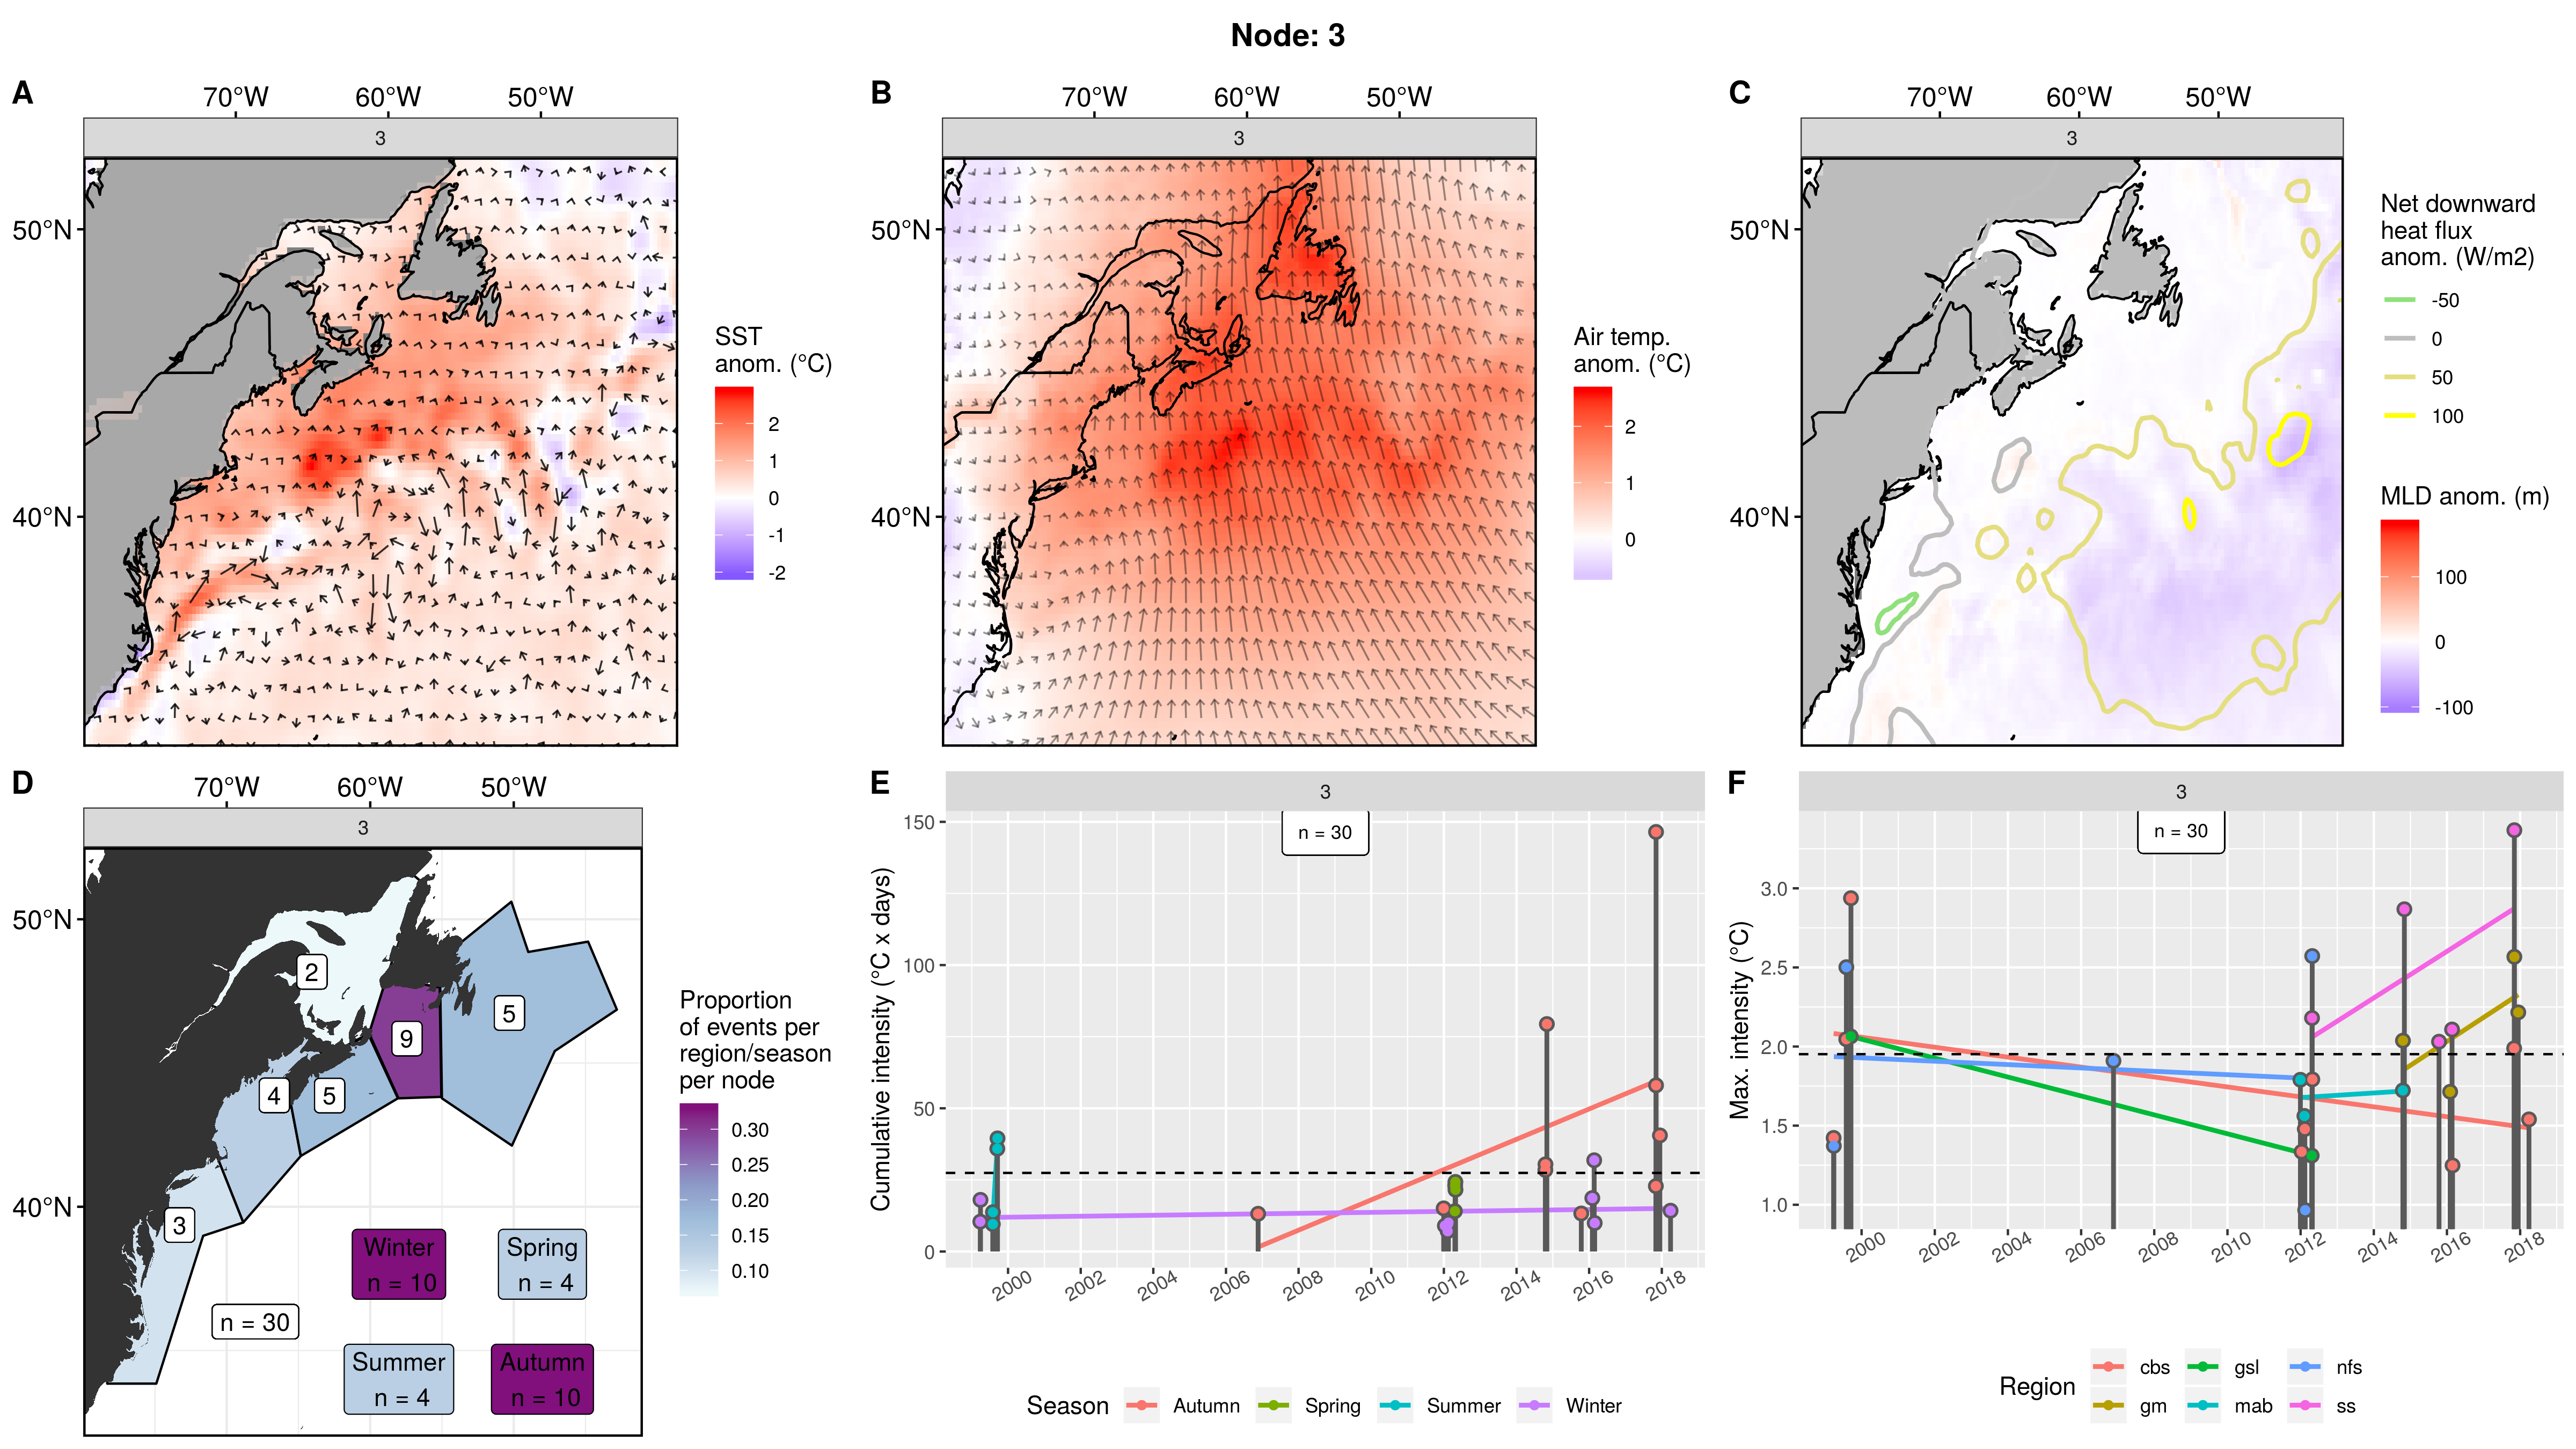 Node: 3
A
70°W 60°W 50°W
3
50°N
40°N
SST
anom. (°C)
2
1
0
-1
-2
B
70°W 60°W 50°W
3
50°N
40°N
Air temp.
anom. (°C)
2
1
0
C
70°W 60°W 50°W
3
50°N
40°N
Net downward
heat flux
anom. (W/m2)
-50
0
50
100
MLD anom. (m)
100
0
-100
D
70°W 60°W 50°W
3
50°N
40°N
2
5
9
4
5
3
n = 30
Winter
n = 10
Spring
n = 4
Summer
n = 4
Autumn
n = 10
Proportion
of events per
region/season
per node
0.30
0.25
0.20
0.15
0.10
E
3
n = 30
Cumulative intensity (°C x days)
150
100
50
0
2000 2002 2004 2006 2008 2010 2012 2014 2016 2018
Season Autumn Spring Summer Winter
F
3
n = 30
Max. intensity (°C)
3.0
2.5
2.0
1.5
1.0
2000 2002 2004 2006 2008 2010 2012 2014 2016 2018
Region
cbs gsl nfs
gm mab ss